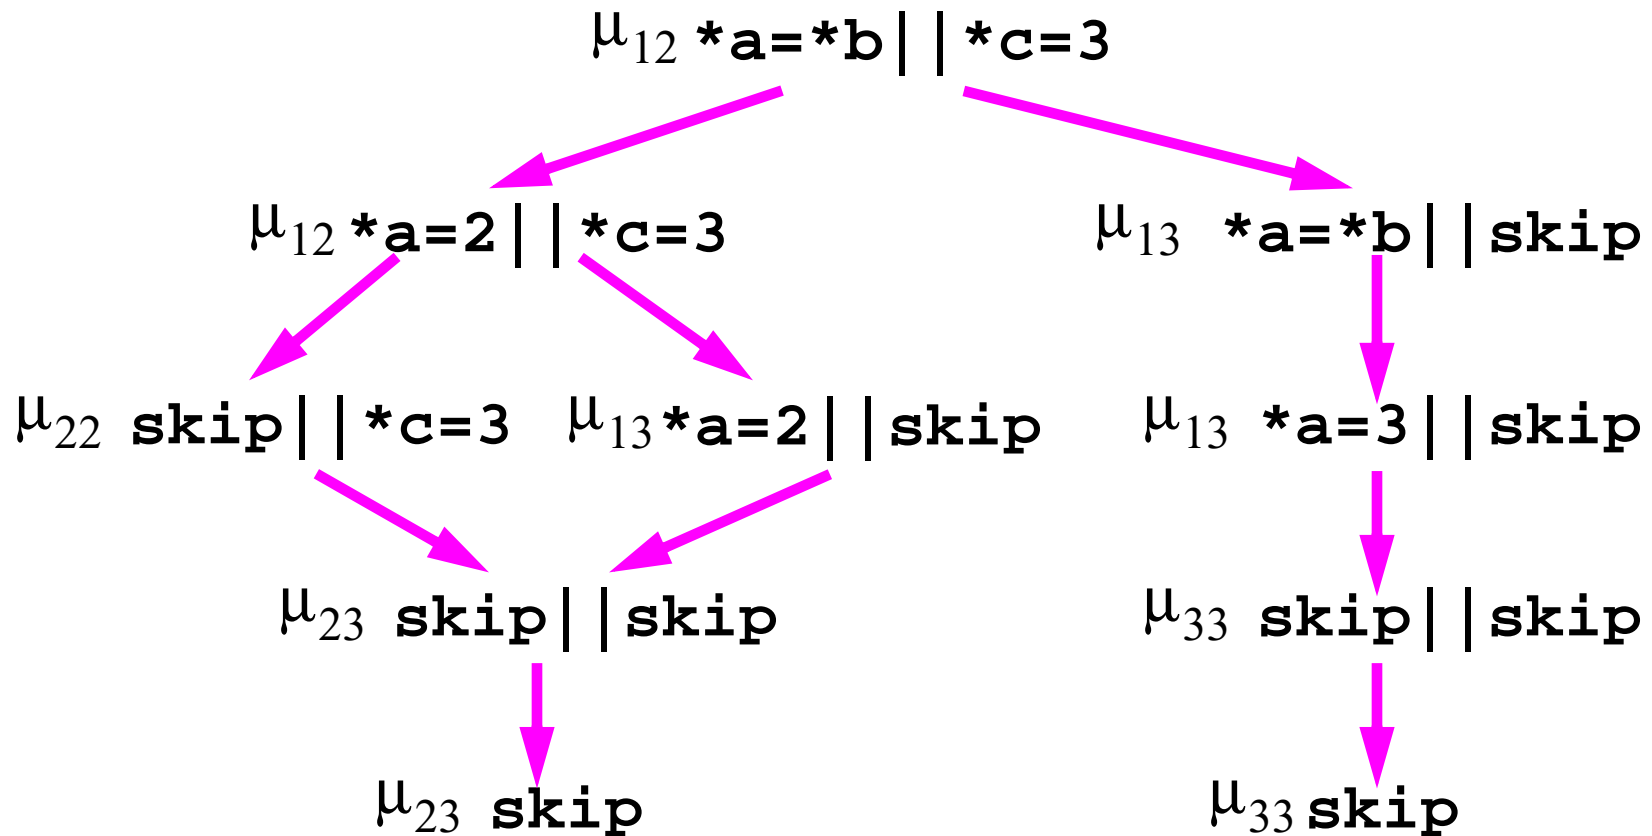 μ₁₂ *a=*b||*c=3
μ₁₂ *a=2||*c=3 μ₁₃ *a=*b||skip
μ₂₂ skip||*c=3 μ₁₃ *a=2||skip μ₁₃ *a=3||skip
μ₂₃ skip||skip μ₃₃ skip||skip
μ₂₃ skip μ₃₃ skip